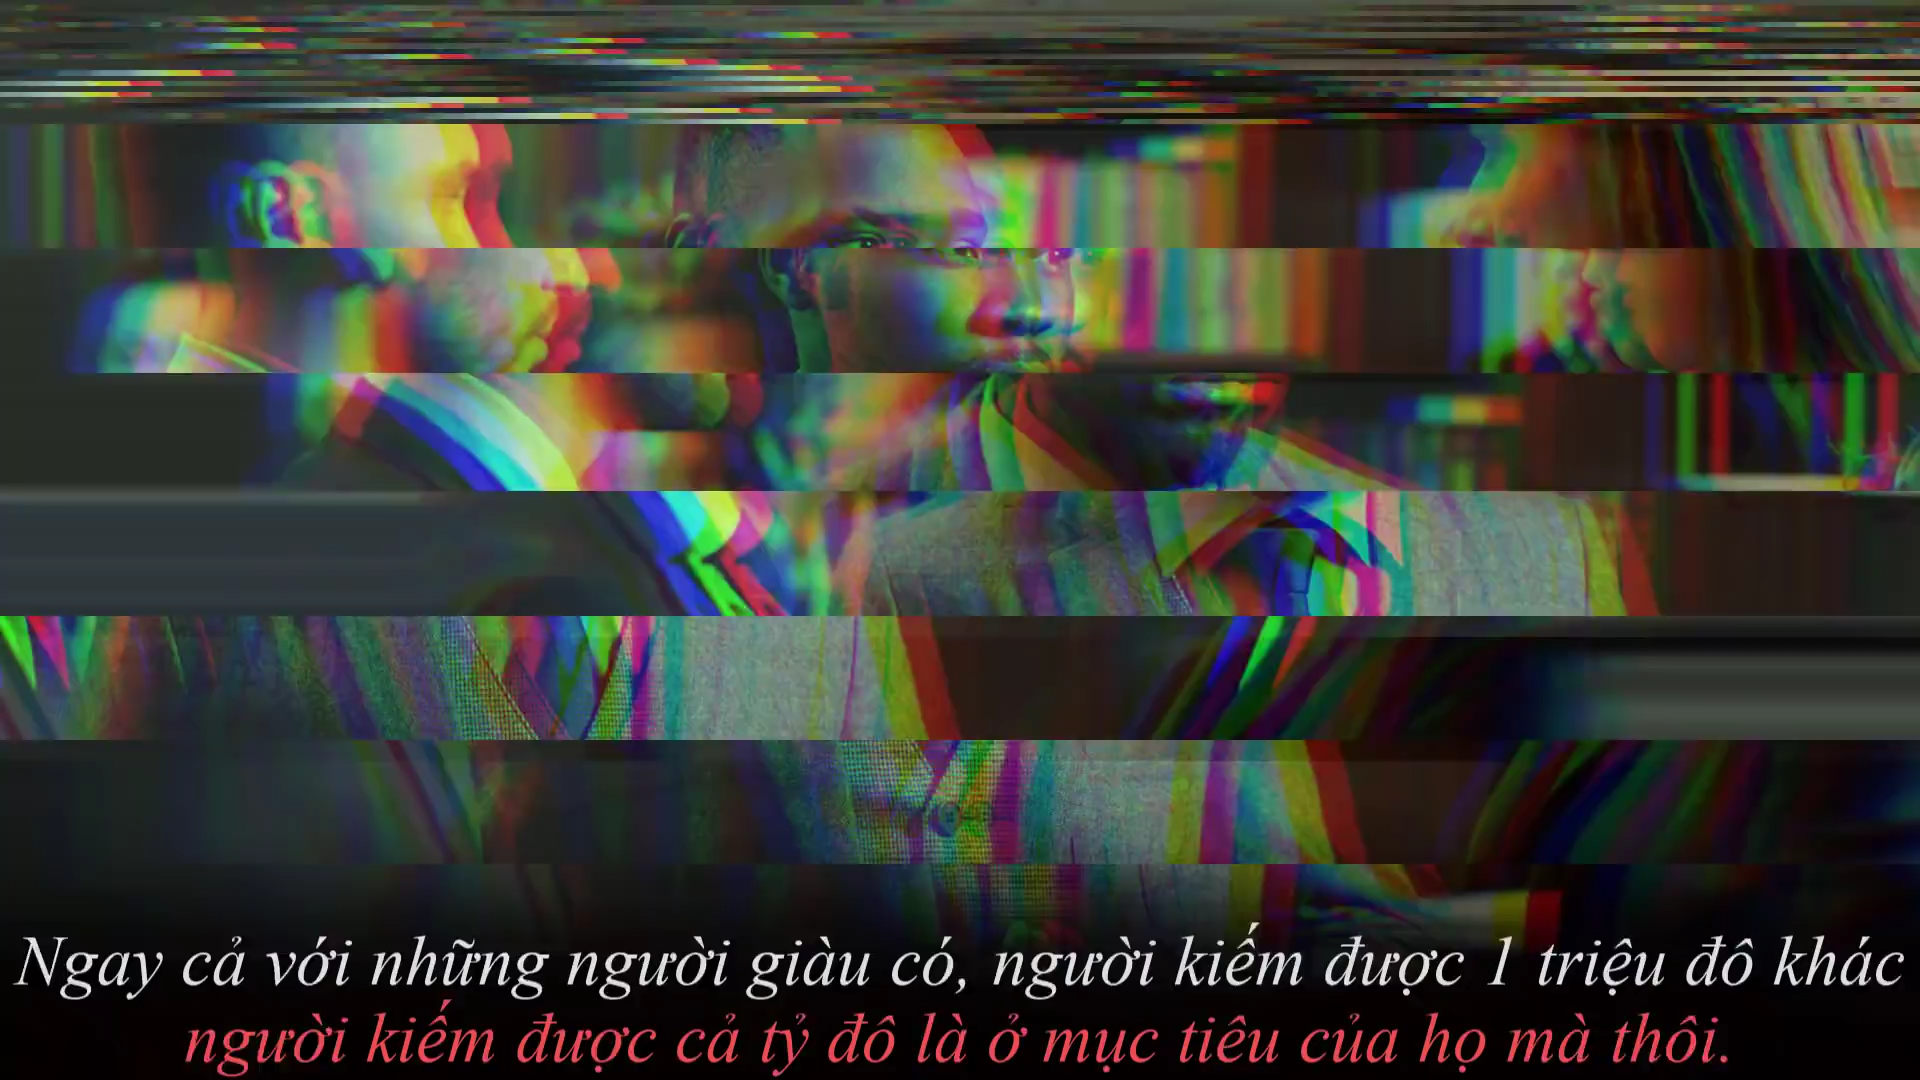 Ngay cả với những người giàu có, người kiếm được 1 triệu đô khác
người kiếm được cả tỷ đô là ở mục tiêu của họ mà thôi.